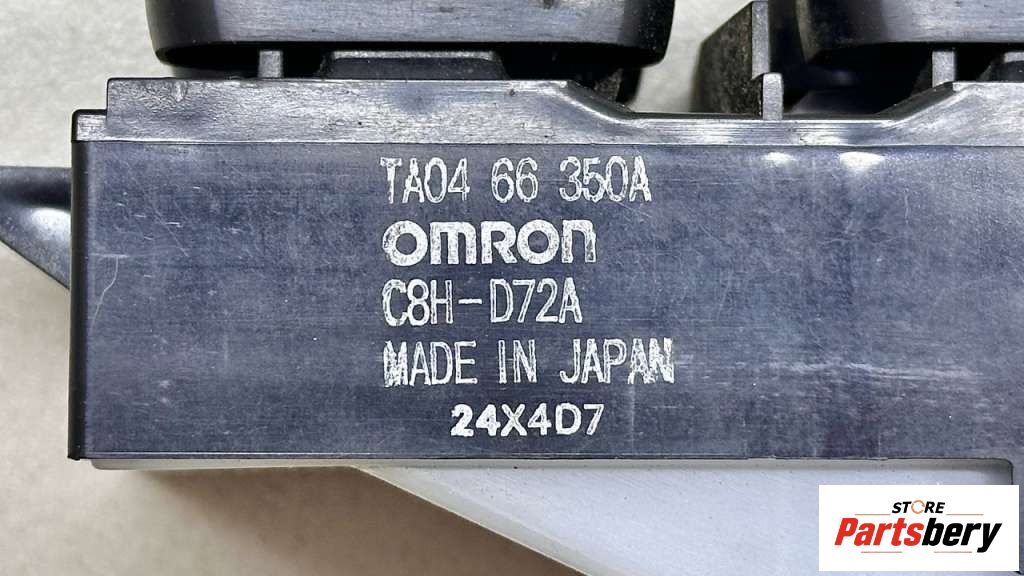 TA04 66 350A
OMRON
C8H-D72A
MADE IN JAPAN
24X4D7
STORE
Partsbery